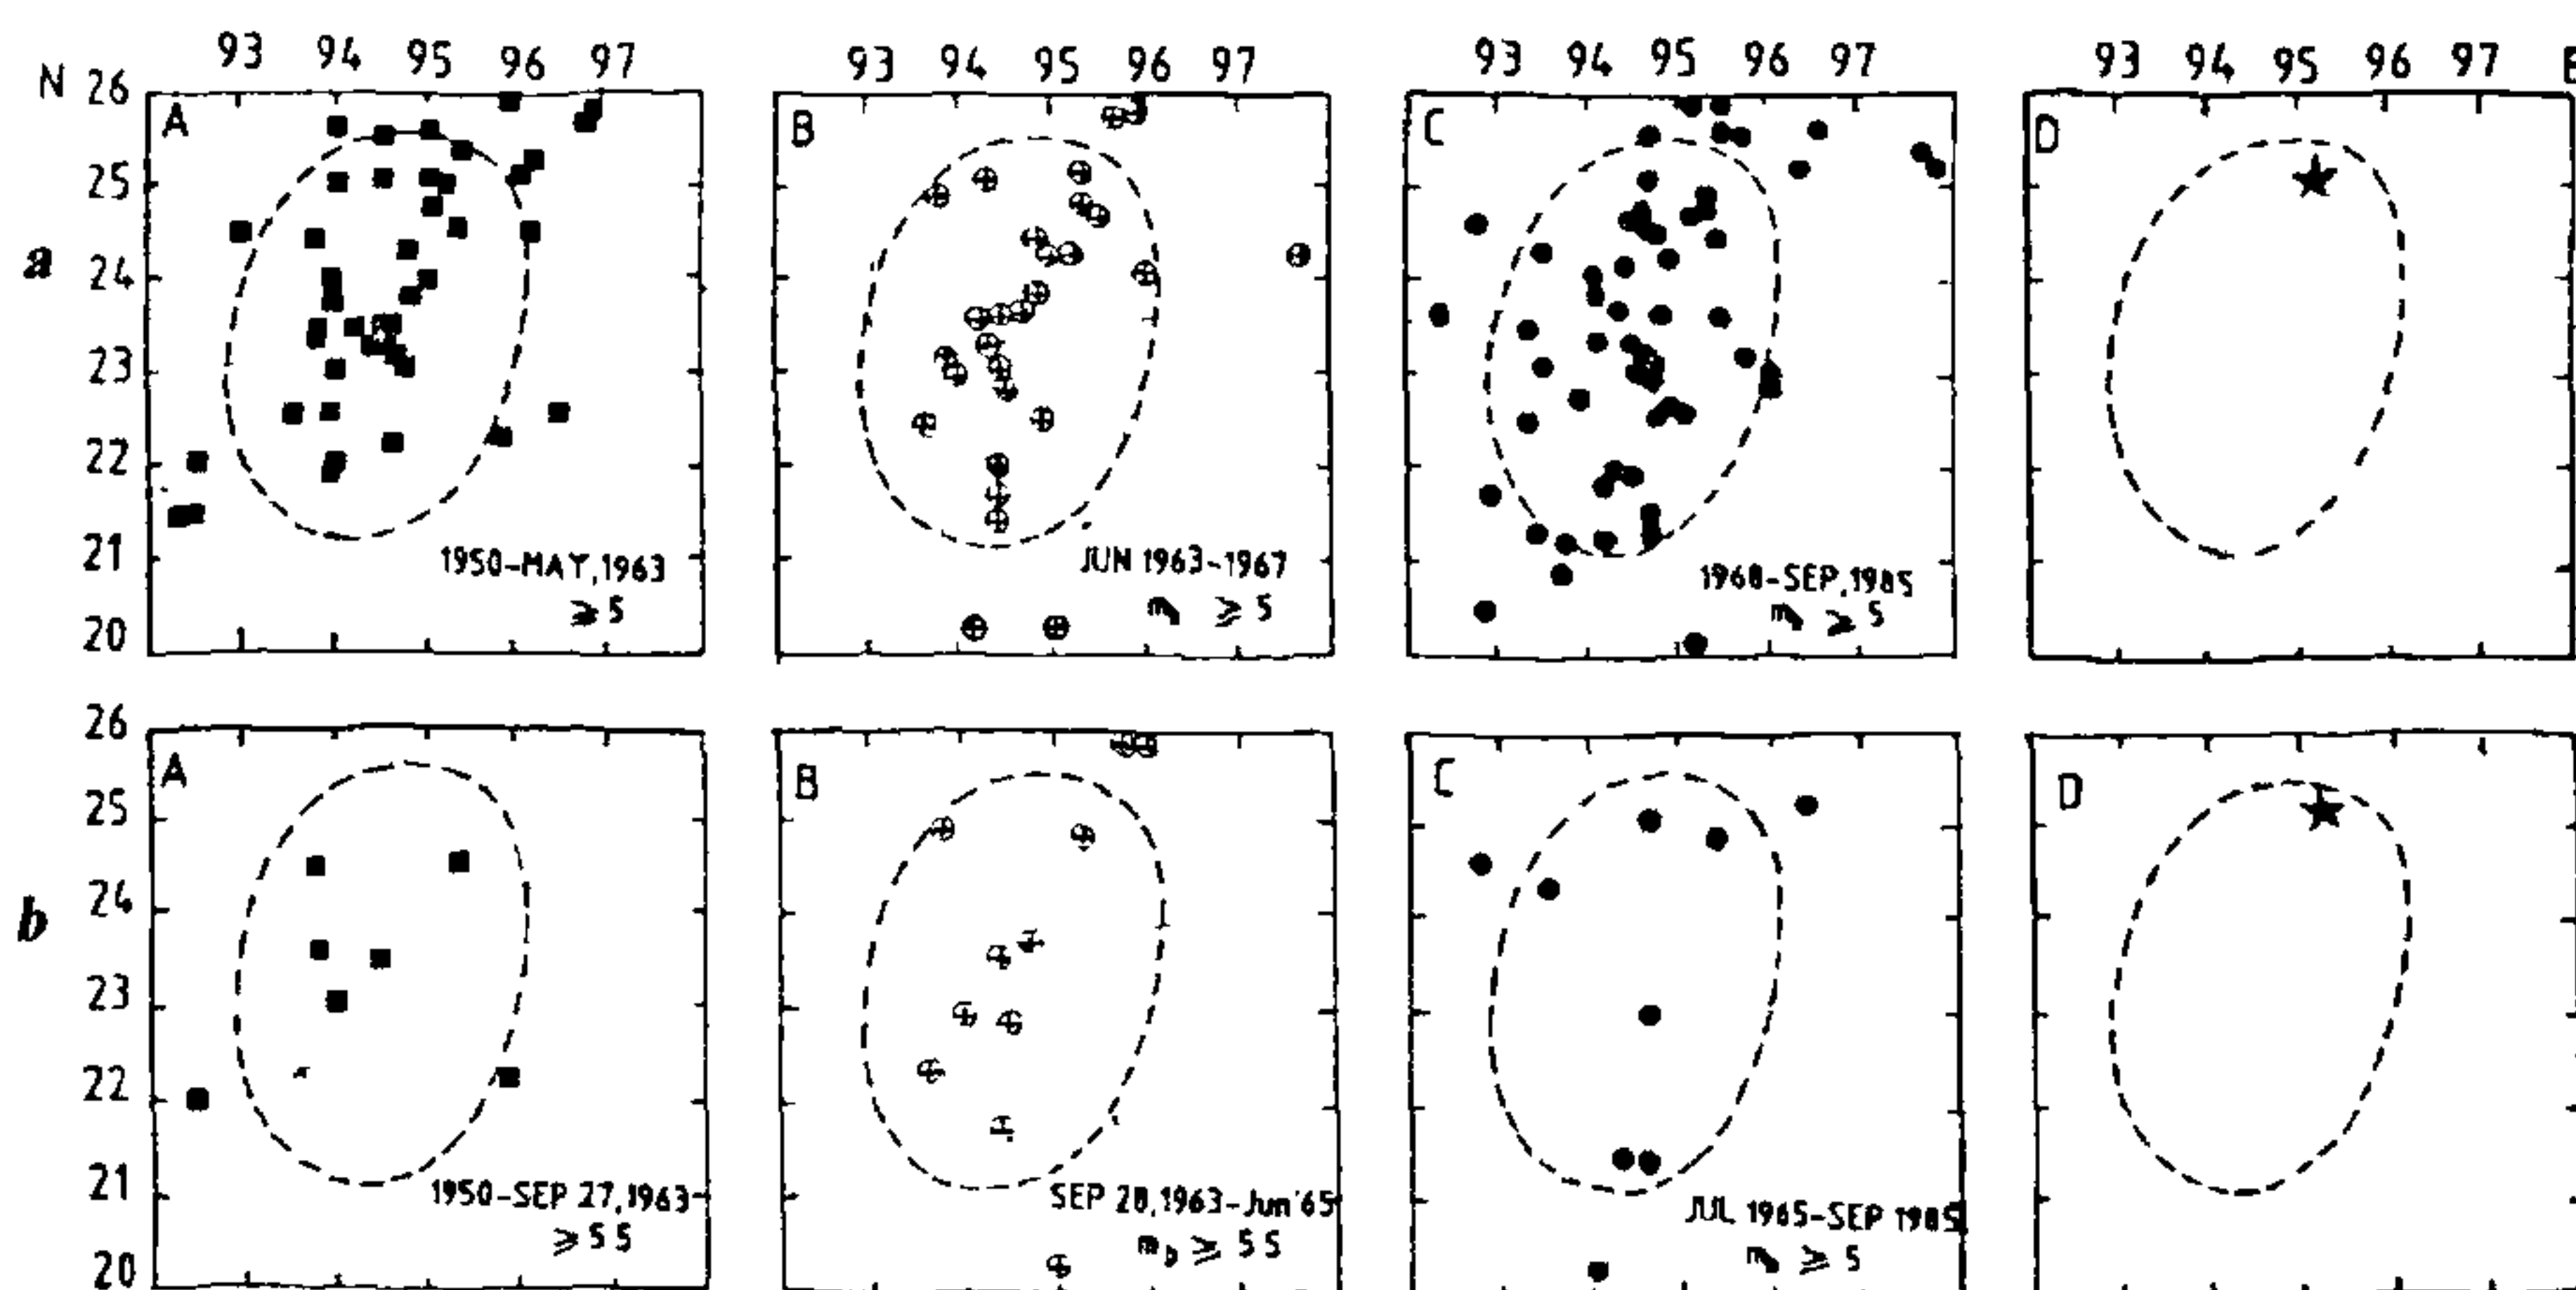 93 94 95 96 97 93 94 95 96 97 93 94 95 96 97 93 94 95 96 97 E
N 26
A B C D
25
a
24
23
22
21
1950-MAY,1963 JUN 1963-1967 1968-SEP,1985
≥ 5 mb ≥ 5 mb ≥ 5
20
26
A B C D
25
24
b
23
22
21
1950-SEP 27,1963 SEP 28,1963-Jun'65 JUL 1965-SEP 1985
≥ 5 5 mb ≥ 5 5 mb ≥ 5
20